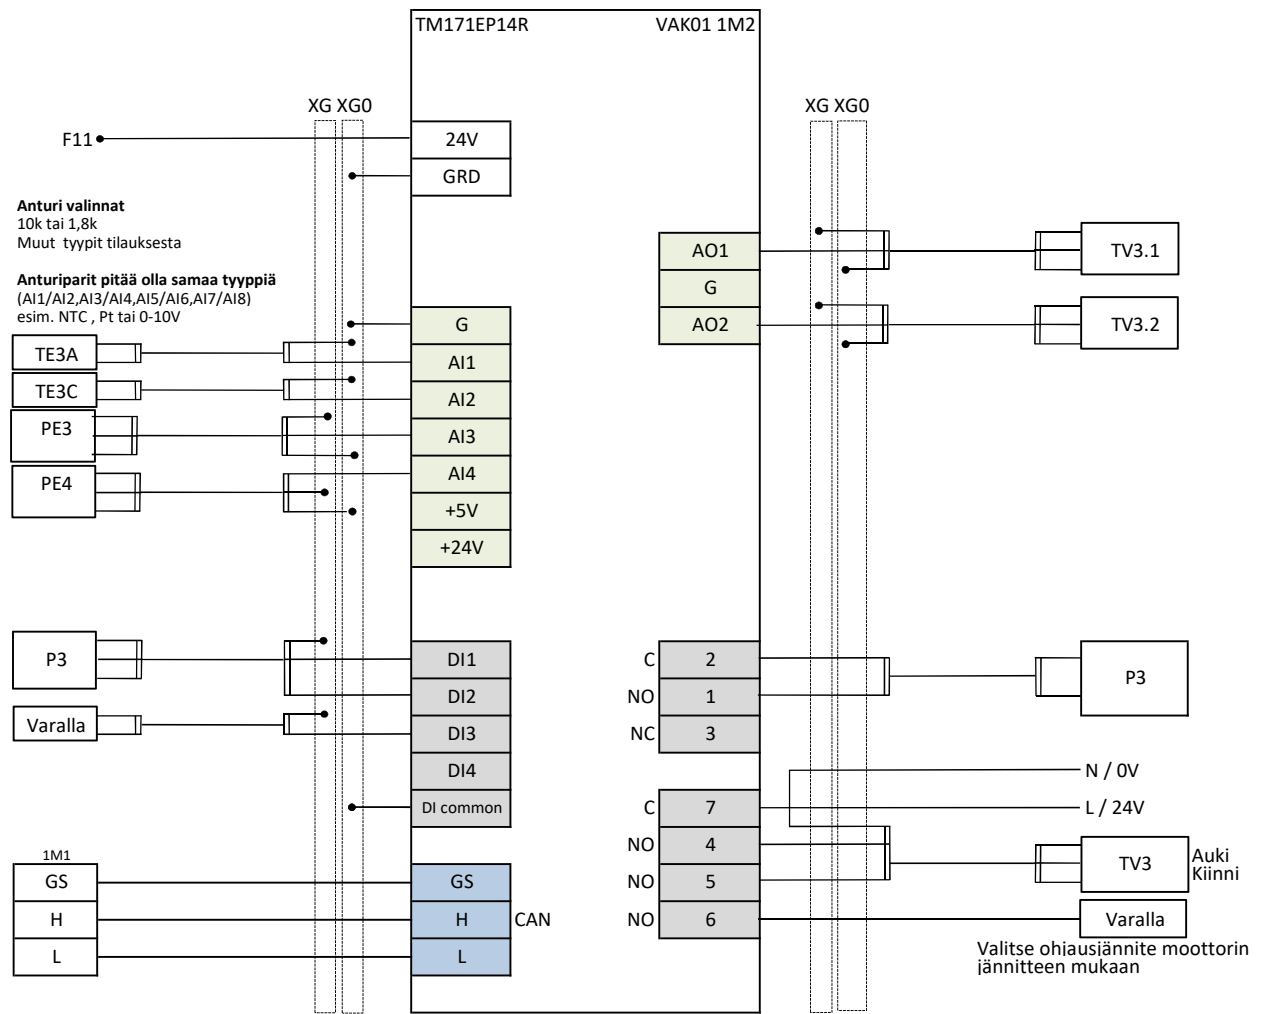 TM171EP14R
VAK01 1M2
XG XG0
XG XG0
F11
24V
GRD
Anturi valinnat
10k tai 1,8k
Muut tyypit tilauksesta
Anturiparit pitää olla samaa tyyppiä
(AI1/AI2,AI3/AI4,AI5/AI6,AI7/AI8)
esim. NTC , Pt tai 0-10V
TE3A
TE3C
PE3
PE4
G
AI1
AI2
AI3
AI4
+5V
+24V
AO1
G
AO2
TV3.1
TV3.2
P3
Varalla
DI1
DI2
DI3
DI4
DI common
C 2
NO 1
NC 3
P3
N / 0V
L / 24V
C 7
NO 4
NO 5
NO 6
TV3
Auki
Kiinni
Varalla
Valitse ohjausjännite moottorin
jännitteen mukaan
1M1
GS
H
L
GS
H CAN
L